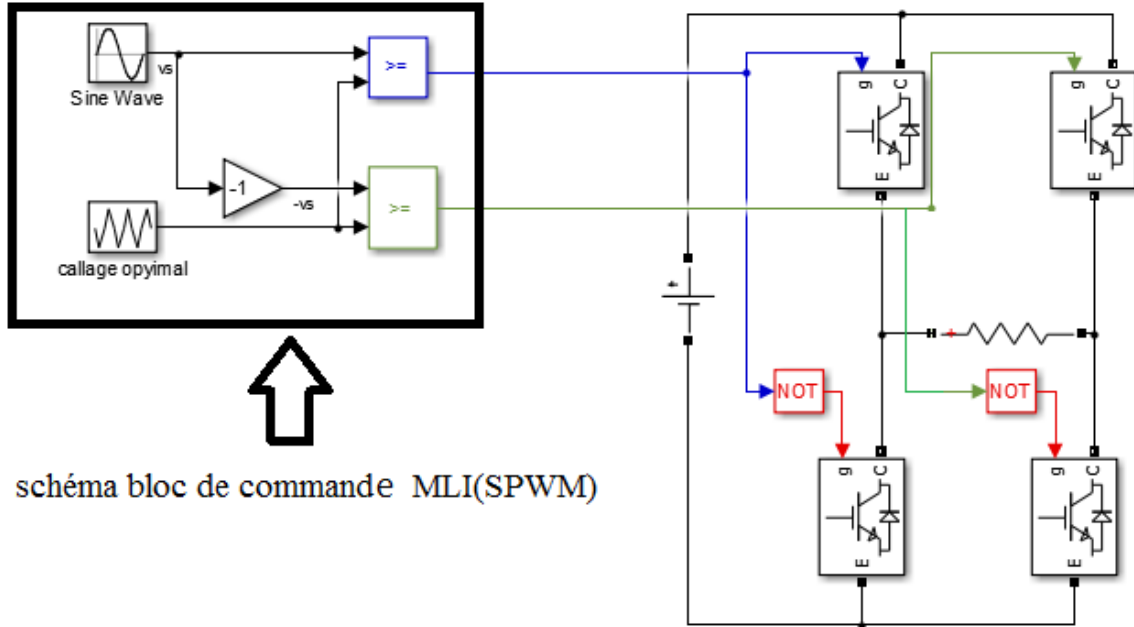 vs
Sine Wave
>=
-1
-vs
>=
callage opyimal
schéma bloc de commande MLI(SPWM)
g
C
E
g
C
E
+
+
NOT
NOT
g
C
E
g
C
E